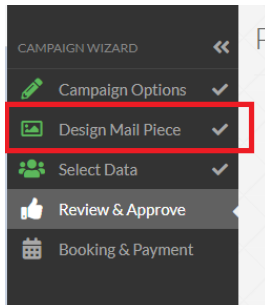 CAMPAIGN WIZARD
Campaign Options
Design Mail Piece
Select Data
Review & Approve
Booking & Payment